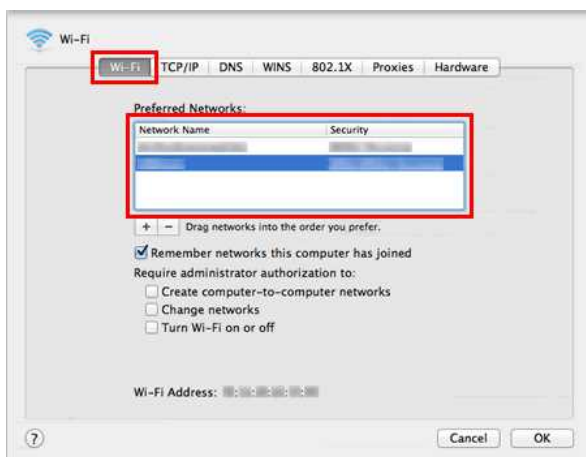 Wi-Fi
Wi-Fi TCP/IP DNS WINS 802.1X Proxies Hardware
Preferred Networks:
Network Name Security
+ − Drag networks into the order you prefer.
Remember networks this computer has joined
Require administrator authorization to:
Create computer-to-computer networks
Change networks
Turn Wi-Fi on or off
Wi-Fi Address:
? Cancel OK